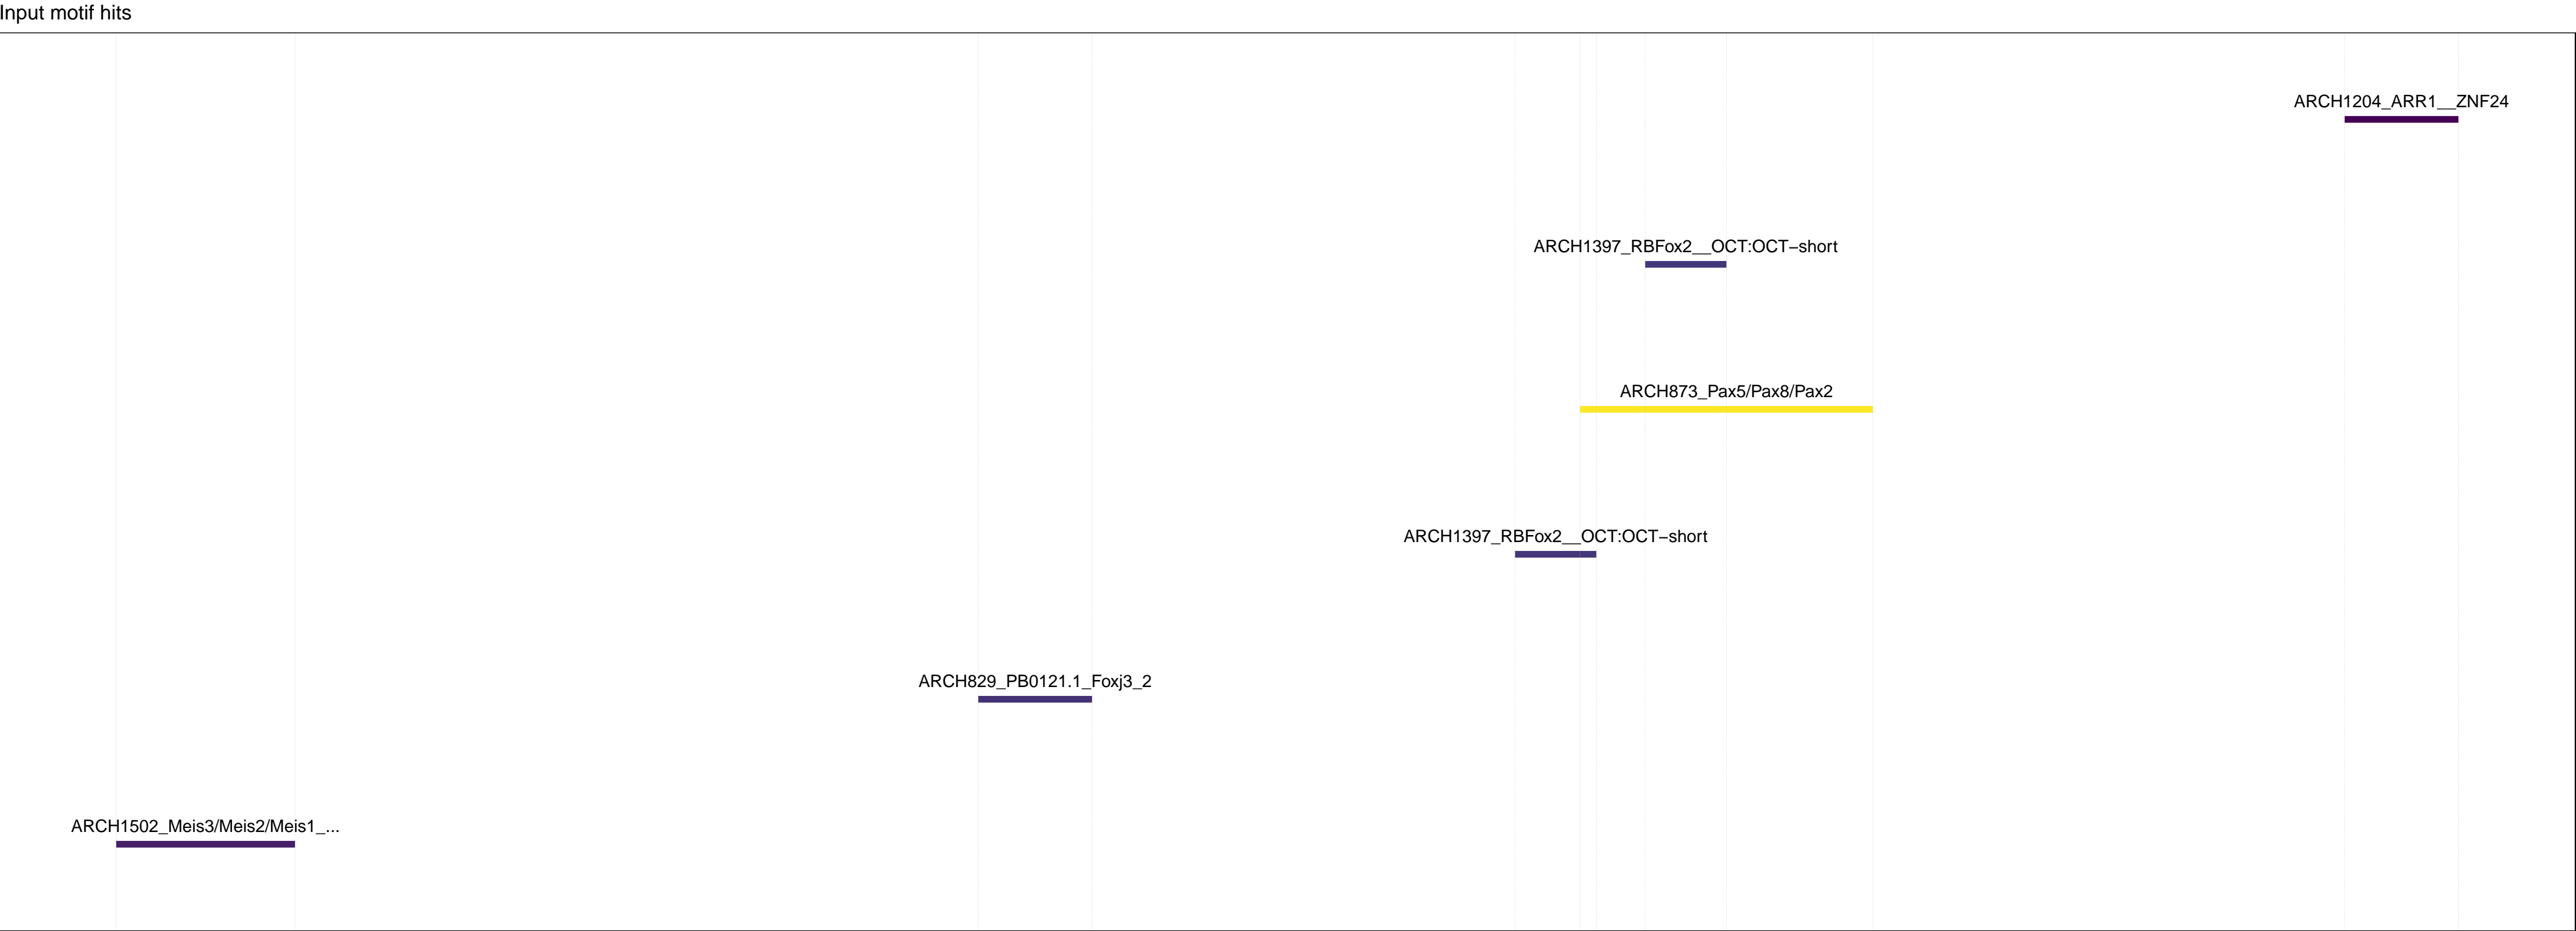 Input motif hits
ARCH1204_ARR1__ZNF24
ARCH1397_RBFox2__OCT:OCT−short
ARCH873_Pax5/Pax8/Pax2
ARCH1397_RBFox2__OCT:OCT−short
ARCH829_PB0121.1_Foxj3_2
ARCH1502_Meis3/Meis2/Meis1_...